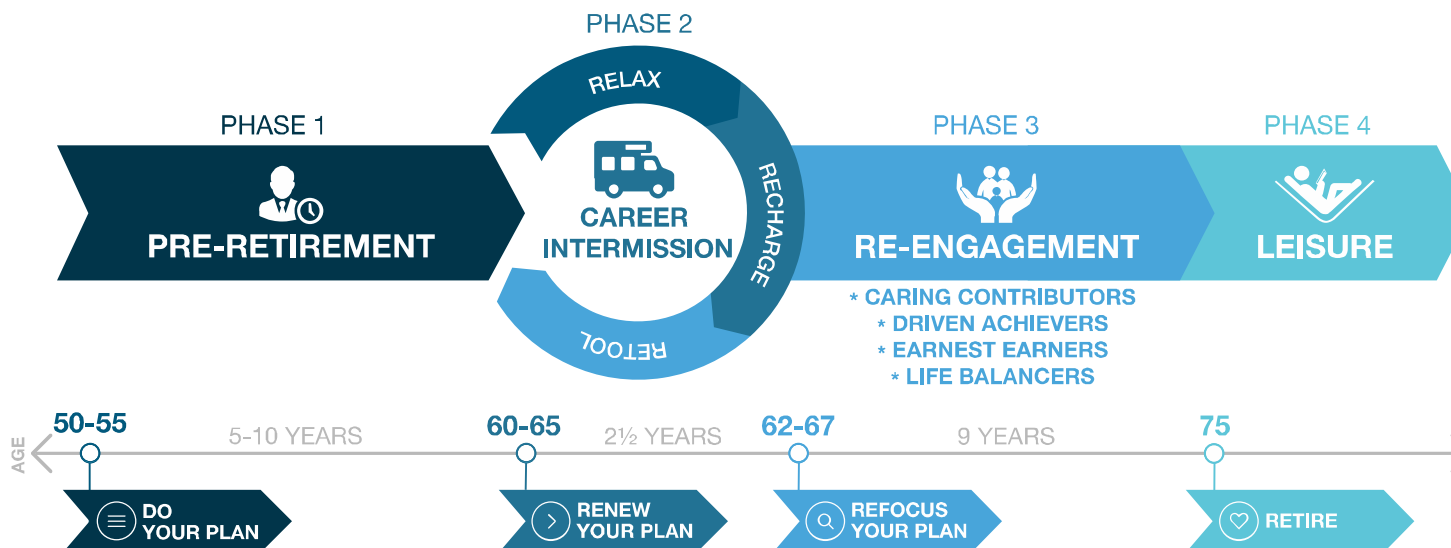 PHASE 2
RELAX
RECHARGE
RETOOL
PHASE 1
PHASE 3
PHASE 4
PRE-RETIREMENT
CAREER
INTERMISSION
RE-ENGAGEMENT
LEISURE
* CARING CONTRIBUTORS
* DRIVEN ACHIEVERS
* EARNEST EARNERS
* LIFE BALANCERS
AGE
50-55
5-10 YEARS
60-65
2½ YEARS
62-67
9 YEARS
75
DO
YOUR PLAN
RENEW
YOUR PLAN
REFOCUS
YOUR PLAN
RETIRE